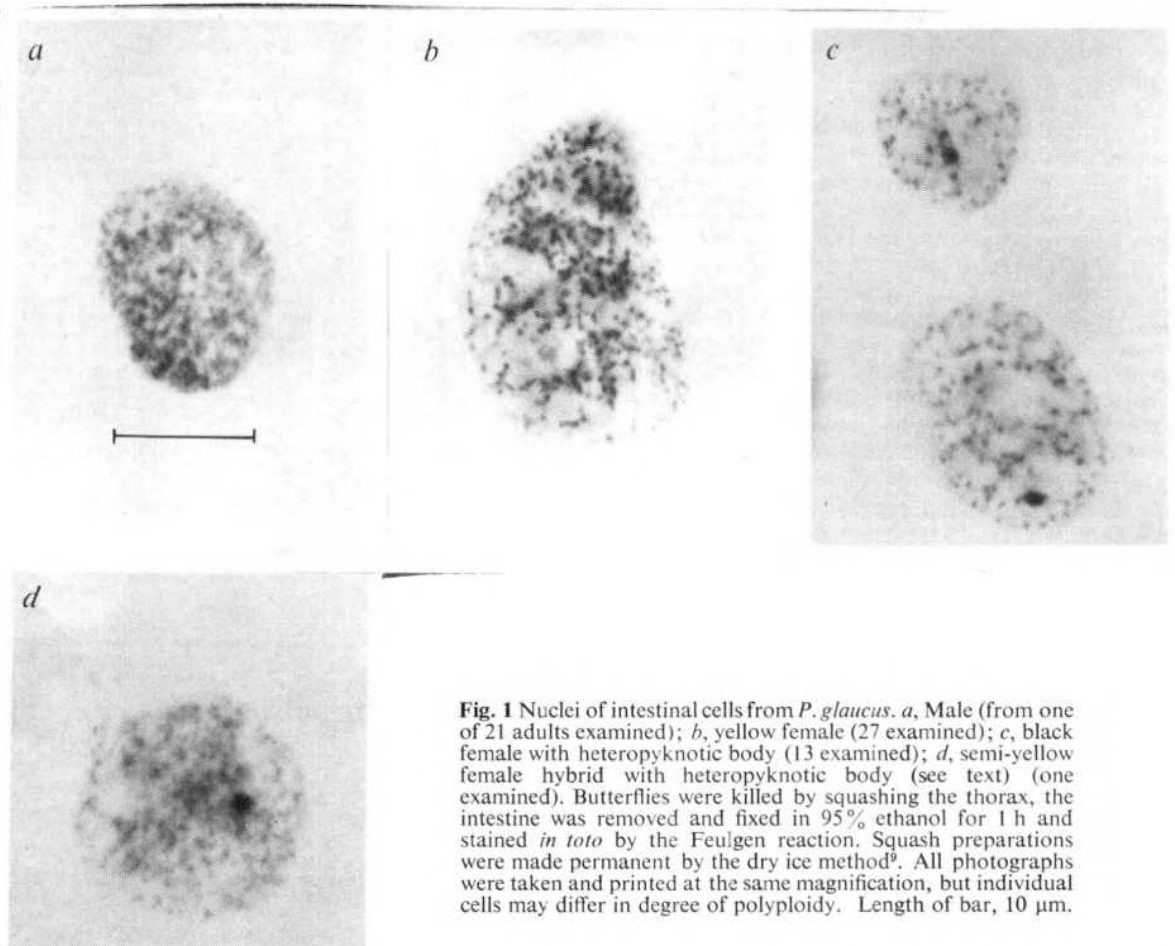 a
b
c
d
Fig. 1 Nuclei of intestinal cells from P. glaucus. a, Male (from one
of 21 adults examined); b, yellow female (27 examined); c, black
female with heteropyknotic body (13 examined); d, semi-yellow
female hybrid with heteropyknotic body (see text) (one
examined). Butterflies were killed by squashing the thorax, the
intestine was removed and fixed in 95% ethanol for 1 h and
stained in toto by the Feulgen reaction. Squash preparations
were made permanent by the dry ice method⁹. All photographs
were taken and printed at the same magnification, but individual
cells may differ in degree of polyploidy. Length of bar, 10 μm.